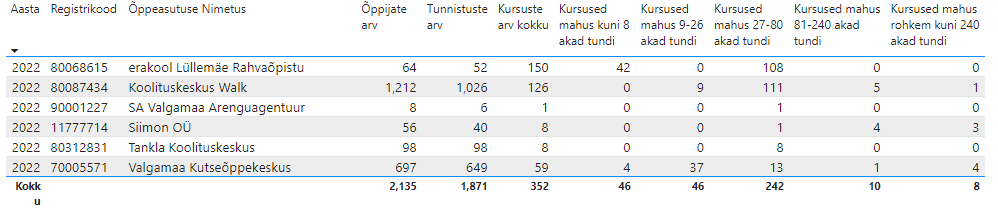 Aasta Registrikood Õppeasutuse Nimetus Õppijate arv Tunnistuste arv Kursuste arv kokku Kursused mahus kuni 8 akad tundi Kursused mahus 9-26 akad tundi Kursused mahus 27-80 akad tundi Kursused mahus 81-240 akad tundi Kursused mahus rohkem kuni 240 akad tundi
2022 80068615 erakool Lüllemäe Rahvaõpistu 64 52 150 42 0 108 0 0
2022 80087434 Koolituskeskus Walk 1,212 1,026 126 0 9 111 5 1
2022 90001227 SA Valgamaa Arenguagentuur 8 6 1 0 0 1 0 0
2022 11777714 Siimon OÜ 56 40 8 0 0 1 4 3
2022 80312831 Tankla Koolituskeskus 98 98 8 0 0 8 0 0
2022 70005571 Valgamaa Kutseõppekeskus 697 649 59 4 37 13 1 4
Kokku 2,135 1,871 352 46 46 242 10 8